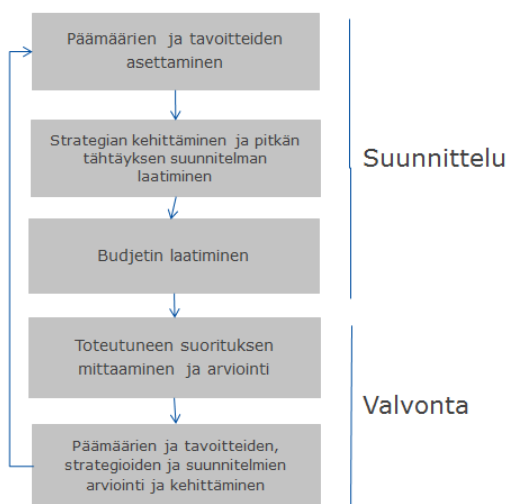 Päämäärien ja tavoitteiden
asettaminen
Strategian kehittäminen ja pitkän
tähtäyksen suunnitelman
laatiminen
Suunnittelu
Budjetin laatiminen
Toteutuneen suorituksen
mittaaminen ja arviointi
Valvonta
Päämäärien ja tavoitteiden,
strategioiden ja suunnitelmien
arviointi ja kehittäminen